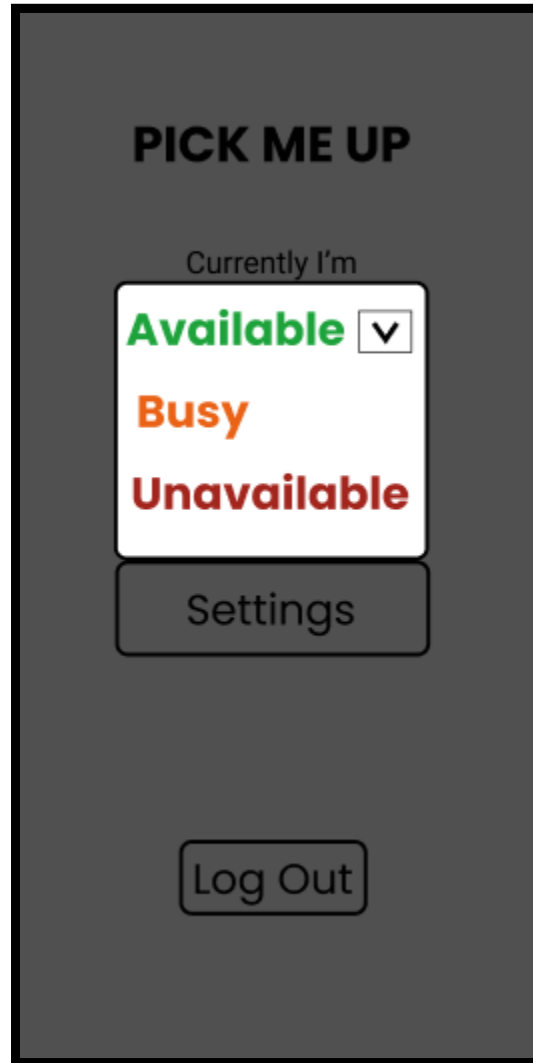 PICK ME UP
Currently I'm
Available
Busy
Unavailable
Settings
Log Out